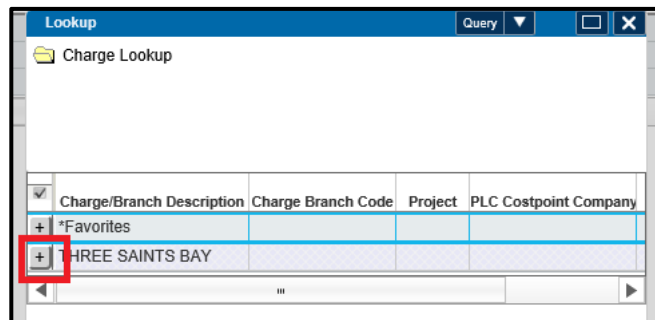 Lookup Query
Charge Lookup
Charge/Branch Description Charge Branch Code Project PLC Costpoint Company
+ *Favorites
+ THREE SAINTS BAY